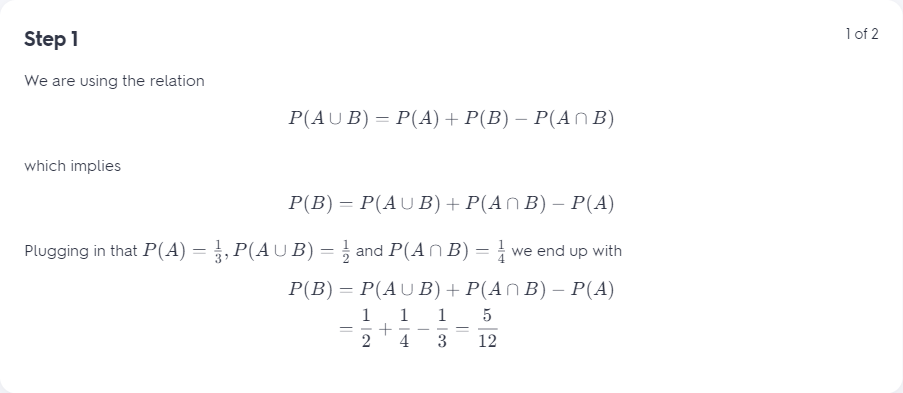 Step 1
1 of 2
We are using the relation
P(A ∪ B) = P(A) + P(B) − P(A ∩ B)
which implies
P(B) = P(A ∪ B) + P(A ∩ B) − P(A)
Plugging in that P(A) = 1/3, P(A ∪ B) = 1/2 and P(A ∩ B) = 1/4 we end up with
P(B) = P(A ∪ B) + P(A ∩ B) − P(A)
= 1/2 + 1/4 − 1/3 = 5/12